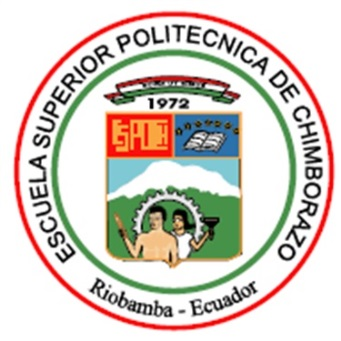 ESCUELA SUPERIOR POLITECNICA DE CHIMBORAZO
1972
ESPOCH
Riobamba - Ecuador